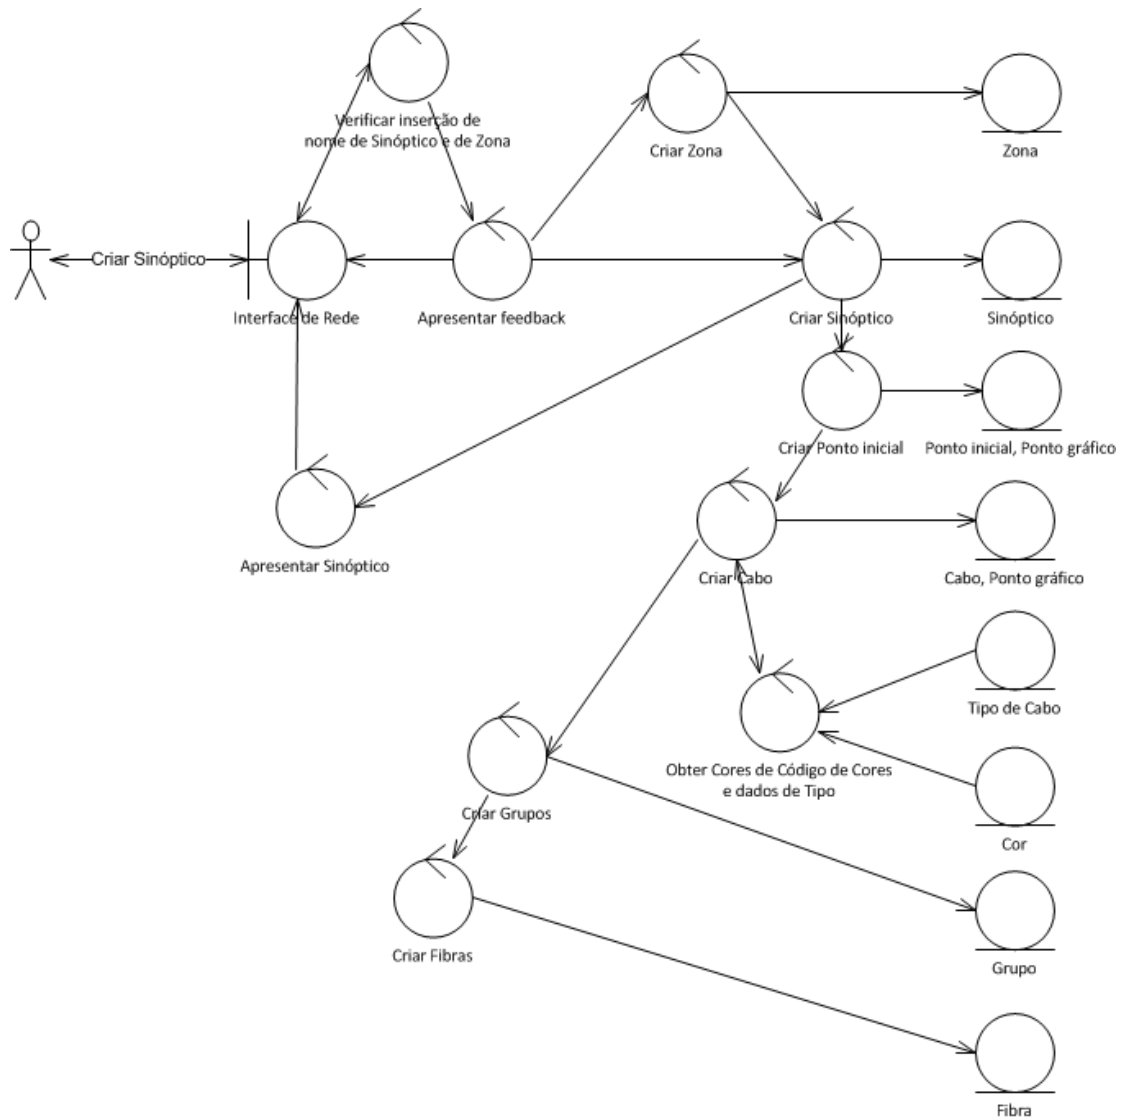 Verificar inserção de
nome de Sinóptico e de Zona
Criar Zona
Zona
Criar Sinóptico
Interface de Rede
Apresentar feedback
Criar Sinóptico
Sinóptico
Criar Ponto inicial
Ponto inicial, Ponto gráfico
Apresentar Sinóptico
Criar Cabo
Cabo, Ponto gráfico
Tipo de Cabo
Obter Cores de Código de Cores
e dados de Tipo
Criar Grupos
Cor
Criar Fibras
Grupo
Fibra